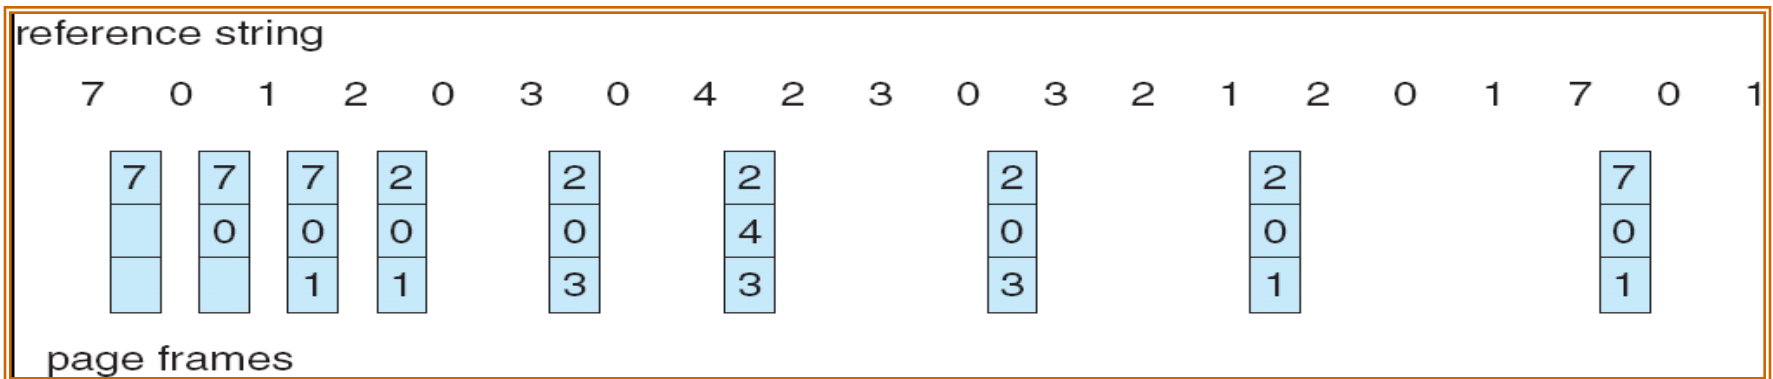 reference string
7 0 1 2 0 3 0 4 2 3 0 3 2 1 2 0 1 7 0 1
7 7 7 2 2 2 2 2 7
0 0 0 0 4 0 0 0
1 1 3 3 3 1 1
page frames